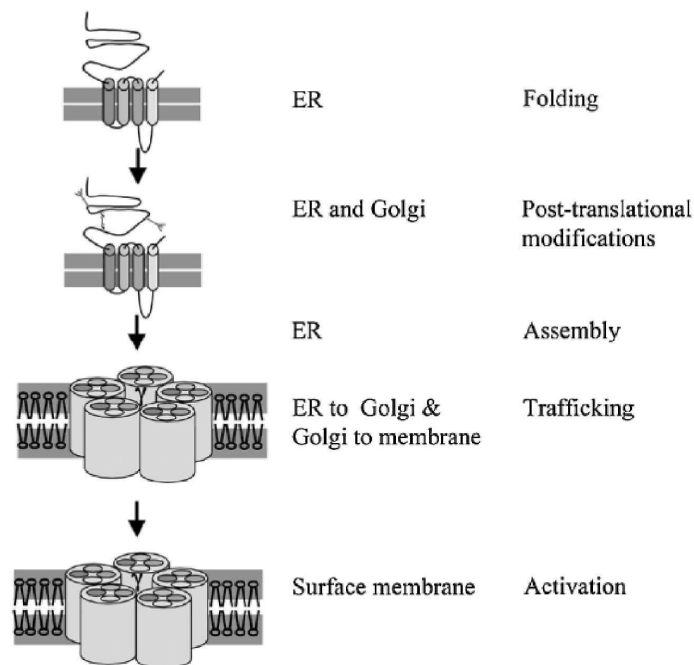 ER Folding
ER and Golgi Post-translational
modifications
ER Assembly
ER to Golgi & Trafficking
Golgi to membrane
Surface membrane Activation